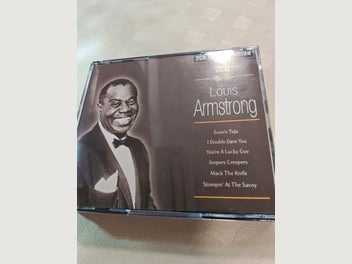 2CD
Louis
Armstrong
Even'n Tide
I Double Dare You
You're A Lucky Guy
Jeepers Creepers
Mack The Knife
Stompin' At The Savoy